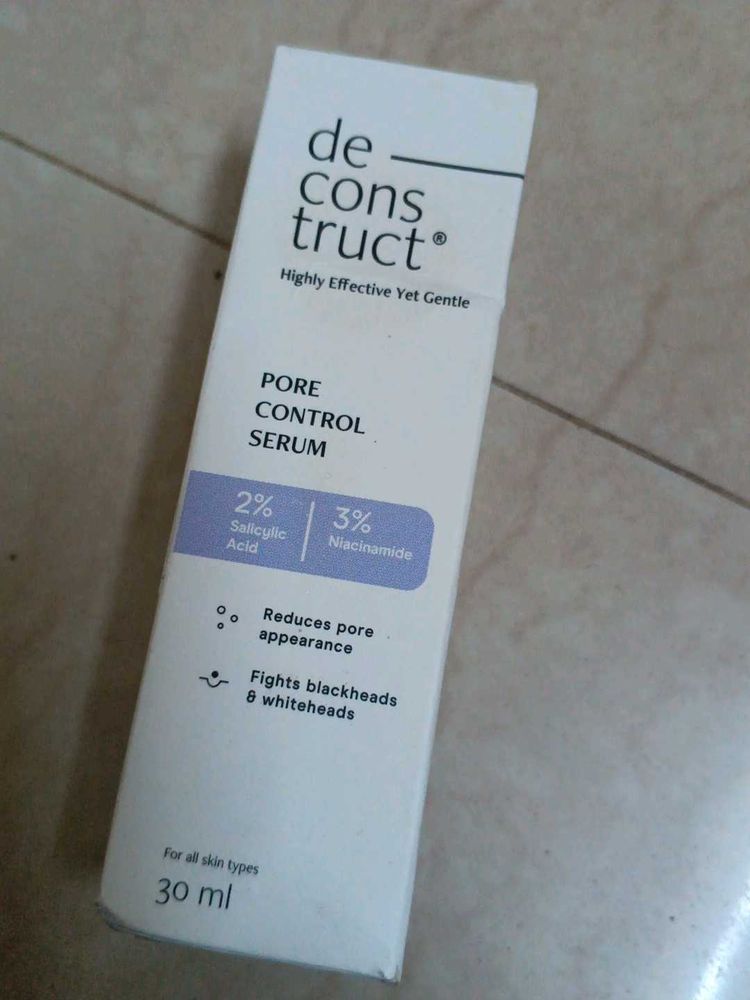 de
cons
truct®
Highly Effective Yet Gentle
PORE
CONTROL
SERUM
2%
Salicylic
Acid
3%
Niacinamide
Reduces pore
appearance
Fights blackheads
& whiteheads
For all skin types
30 ml